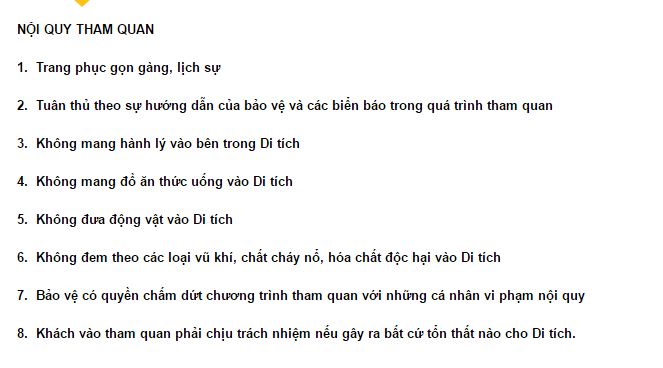 NỘI QUY THAM QUAN
1. Trang phục gọn gàng, lịch sự
2. Tuân thủ theo sự hướng dẫn của bảo vệ và các biển báo trong quá trình tham quan
3. Không mang hành lý vào bên trong Di tích
4. Không mang đồ ăn thức uống vào Di tích
5. Không đưa động vật vào Di tích
6. Không đem theo các loại vũ khí, chất cháy nổ, hóa chất độc hại vào Di tích
7. Bảo vệ có quyền chấm dứt chương trình tham quan với những cá nhân vi phạm nội quy
8. Khách vào tham quan phải chịu trách nhiệm nếu gây ra bất cứ tổn thất nào cho Di tích.